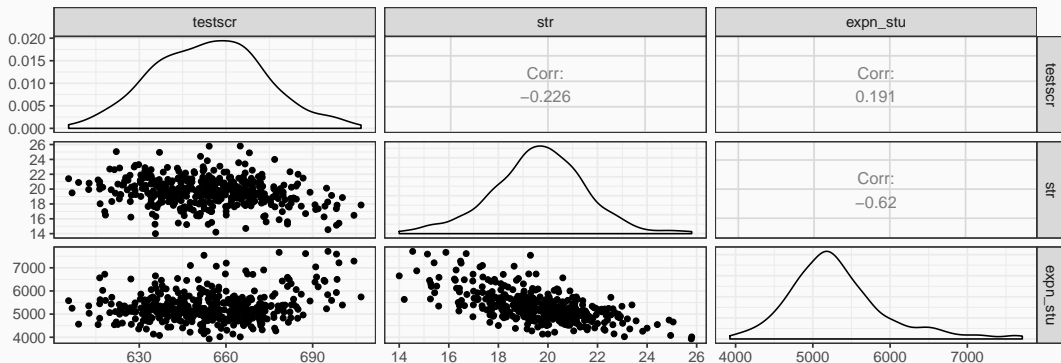 testscr str expn_stu
0.020
0.015
0.010
0.005
0.000
Corr:
−0.226
Corr:
0.191
testscr
26
24
22
20
18
16
14
Corr:
−0.62
str
7000
6000
5000
4000
expn_stu
630 660 690 14 16 18 20 22 24 26 4000 5000 6000 7000